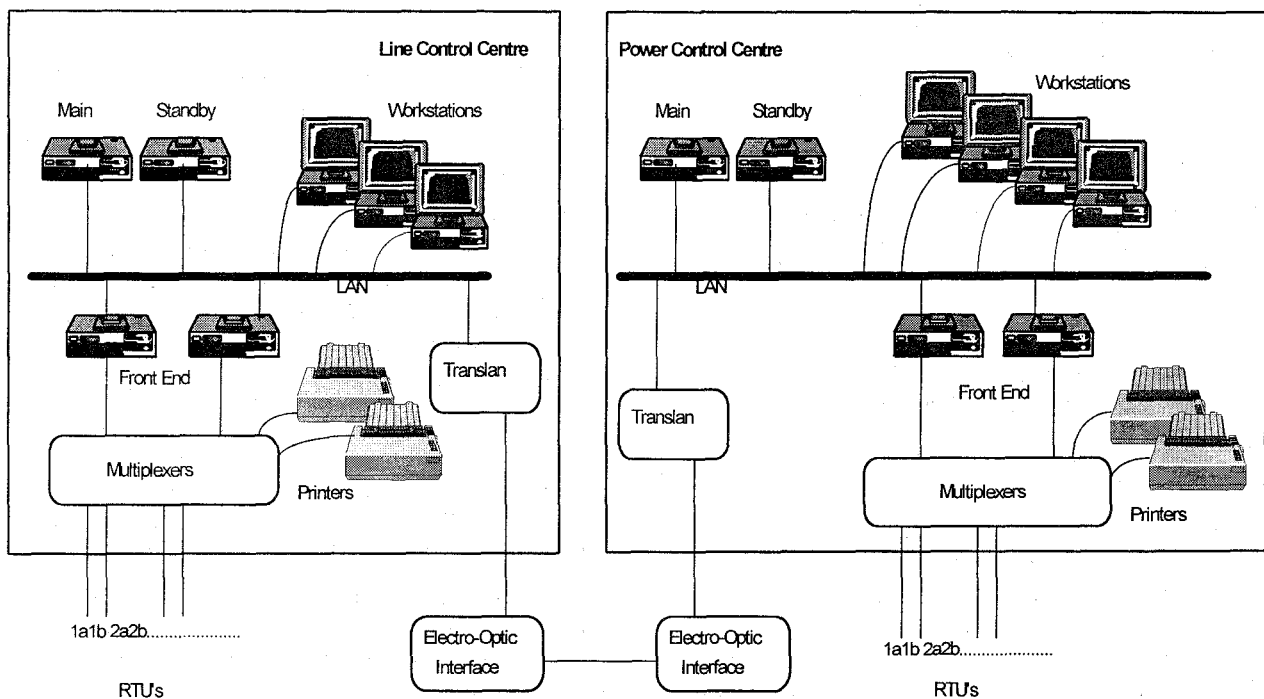 Line Control Centre
Main
Standby
Workstations
LAN
Front End
Translan
Multiplexers
Printers
1a1b 2a2b........................
RTU's
Electro-Optic
Interface
Power Control Centre
Main
Standby
Workstations
LAN
Translan
Front End
Multiplexers
Printers
Electro-Optic
Interface
1a1b 2a2b........................
RTU's